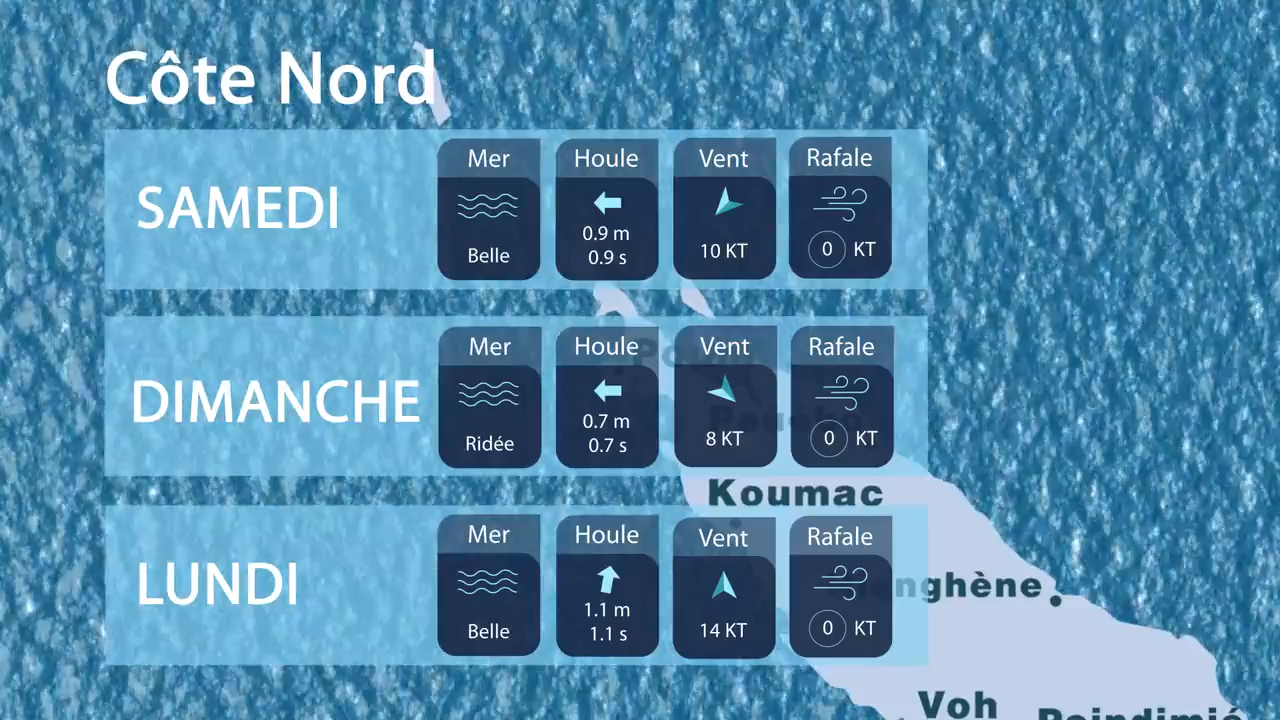 Côte Nord
SAMEDI
Mer Houle Vent Rafale
0.9 m
Belle 0.9 s 10 KT 0 KT
DIMANCHE
Mer Houle Vent Rafale
0.7 m
Ridée 0.7 s 8 KT 0 KT
Koumac
LUNDI
Mer Houle Vent Rafale
1.1 m
Belle 1.1 s 14 KT 0 KT
nghène
Voh